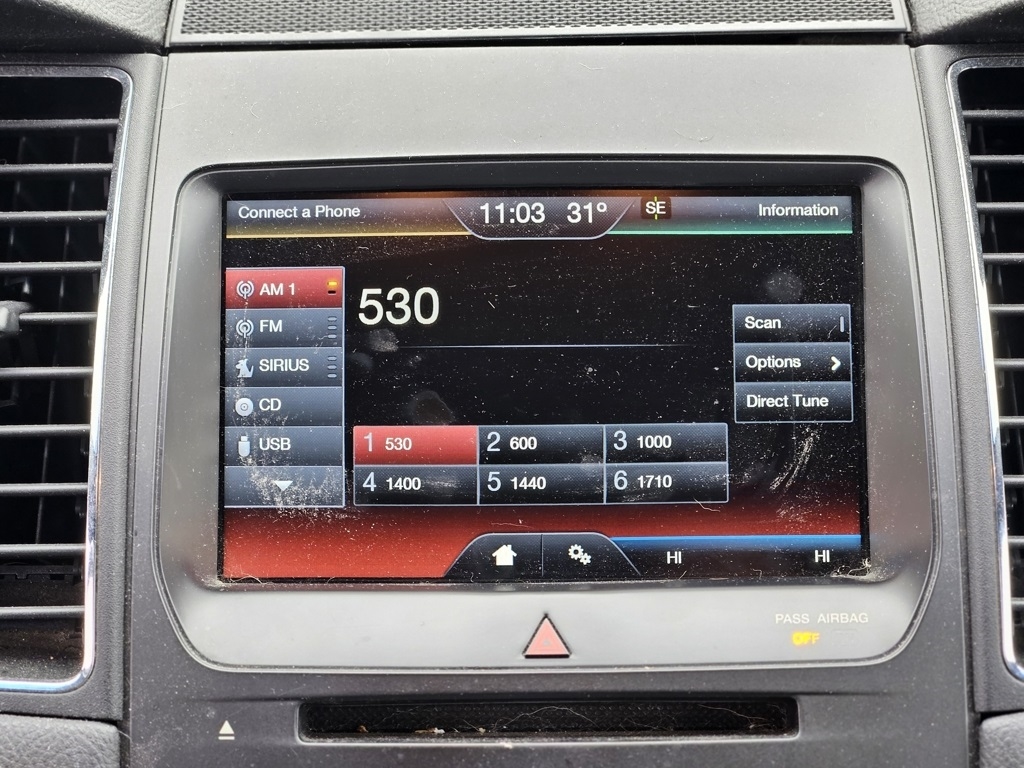 Connect a Phone 11:03 31° SE Information
AM 1
FM
SIRIUS
CD
USB
530
Scan
Options
Direct Tune
1 530 2 600 3 1000
4 1400 5 1440 6 1710
HI HI
PASS AIRBAG
OFF